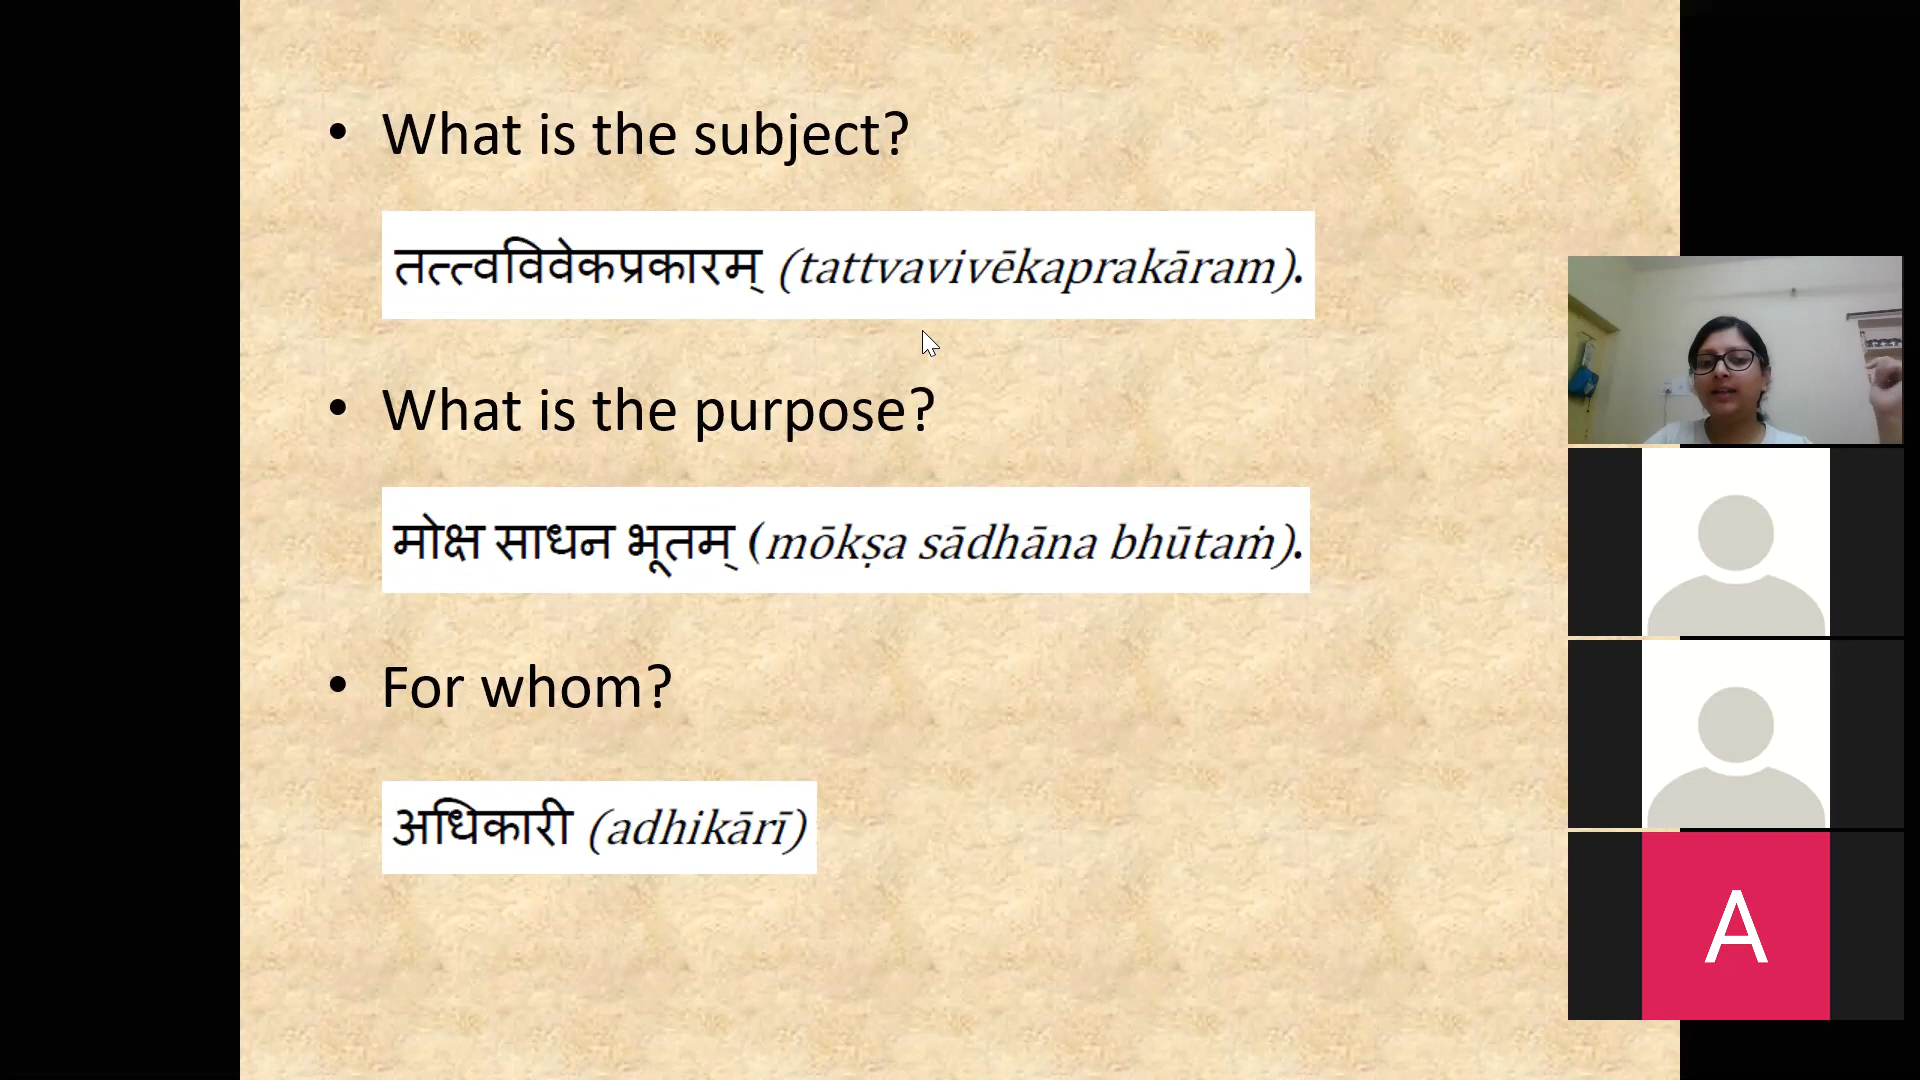 • What is the subject?
तत्त्वविवेकप्रकारम् (tattvavivēkaprakāram).
• What is the purpose?
मोक्ष साधन भूतम् (mōkṣa sādhāna bhūtaṁ).
• For whom?
अधिकारी (adhikārī)
A